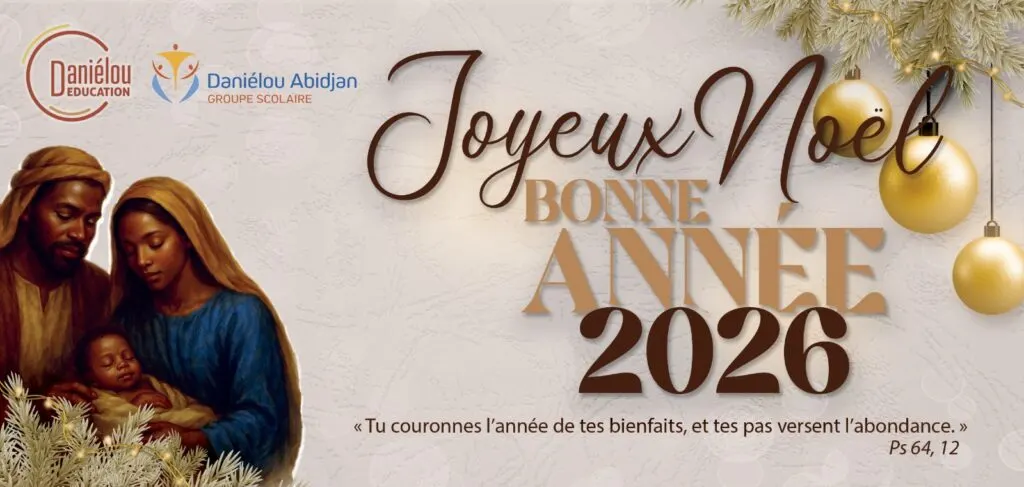 Daniélou
EDUCATION
Daniélou Abidjan
GROUPE SCOLAIRE
Joyeux Noël
BONNE
ANNÉE
2026
« Tu couronnes l'année de tes bienfaits, et tes pas versent l'abondance. »
Ps 64, 12